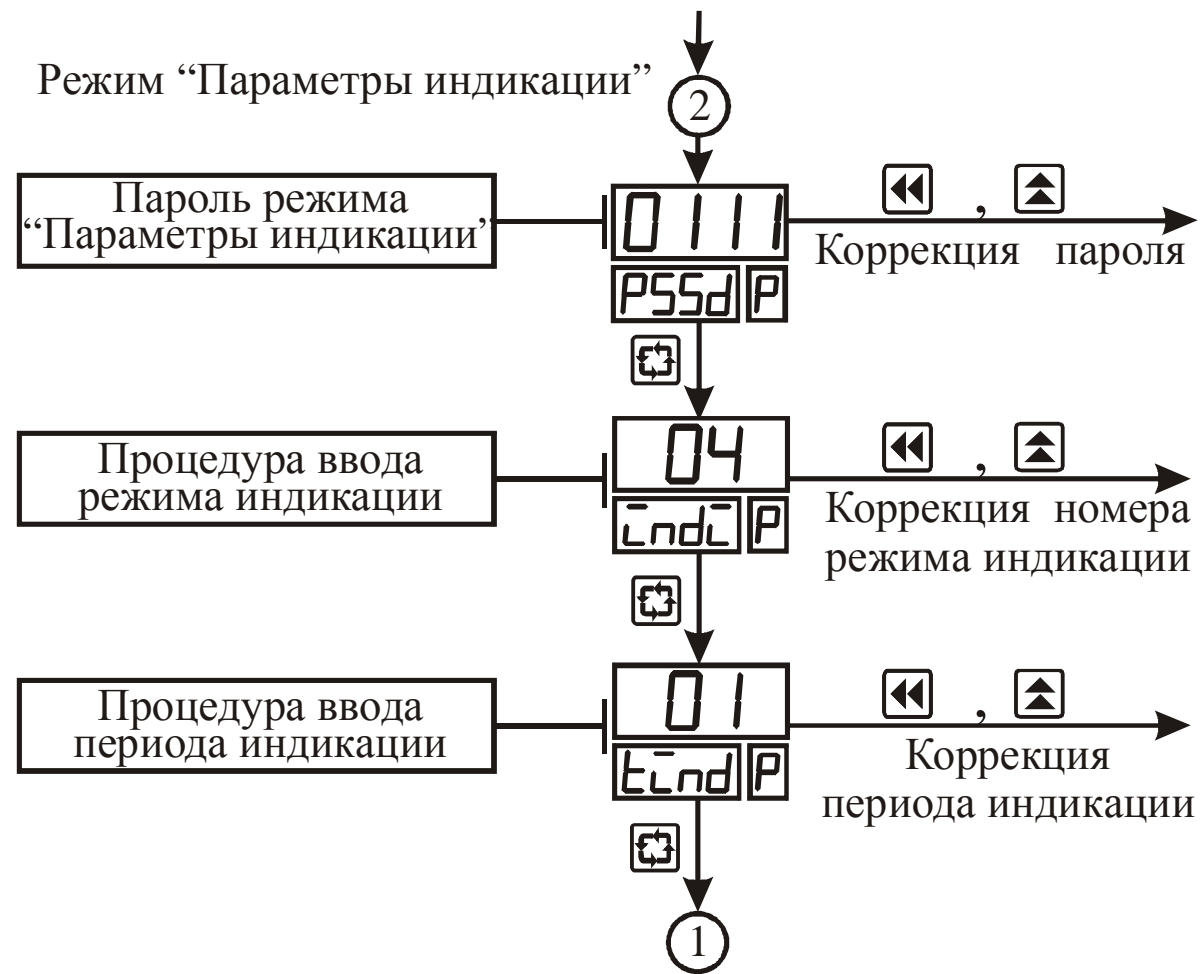 Режим “Параметры индикации”
2
Пароль режима
“Параметры индикации”
0111
,
Коррекция пароля
PSSd P
Процедура ввода
режима индикации
04
,
Коррекция номера
режима индикации
indi P
Процедура ввода
периода индикации
01
,
Коррекция
периода индикации
tind P
1